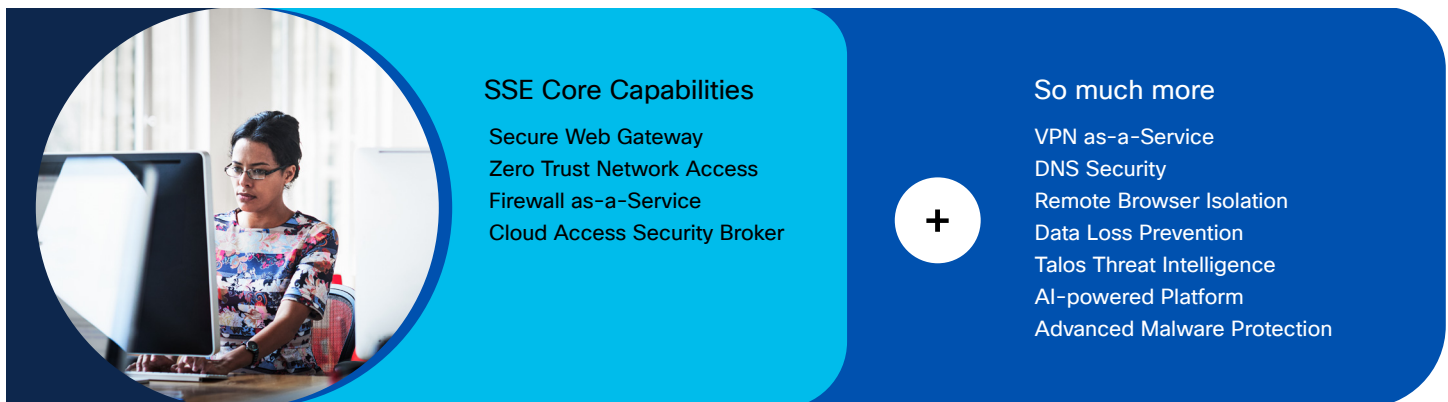 SSE Core Capabilities
Secure Web Gateway
Zero Trust Network Access
Firewall as-a-Service
Cloud Access Security Broker
+
So much more
VPN as-a-Service
DNS Security
Remote Browser Isolation
Data Loss Prevention
Talos Threat Intelligence
AI-powered Platform
Advanced Malware Protection